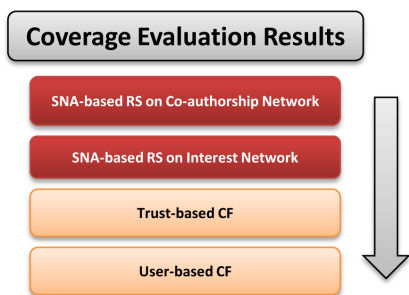 Coverage Evaluation Results
SNA-based RS on Co-authorship Network
SNA-based RS on Interest Network
Trust-based CF
User-based CF